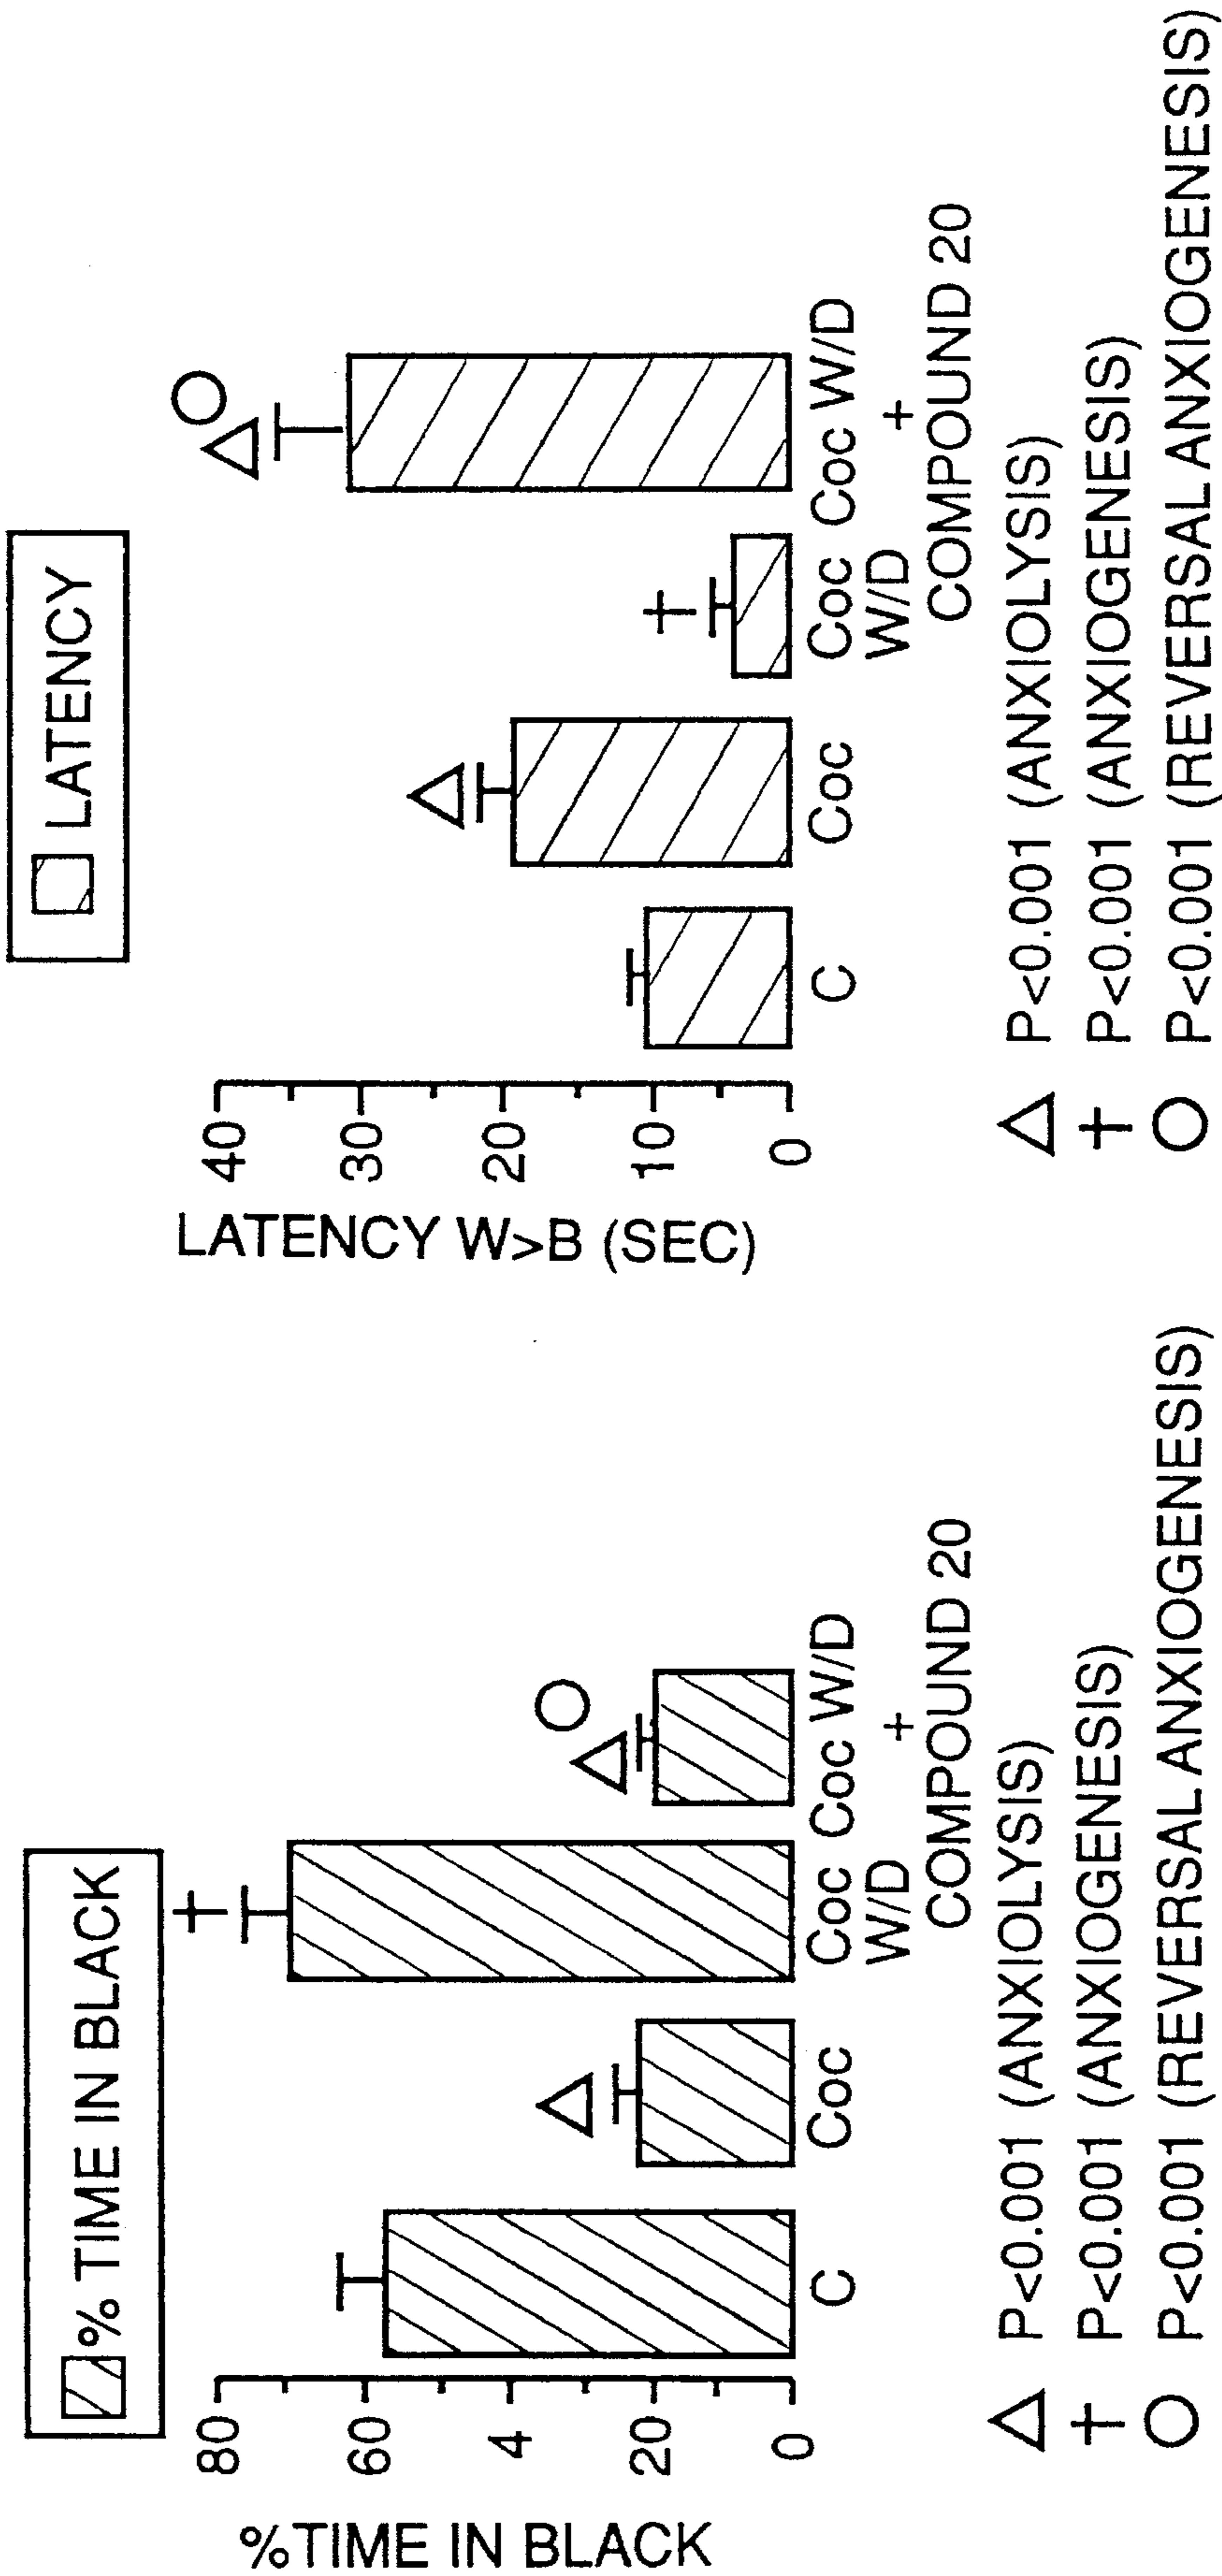 % TIME IN BLACK
%TIME IN BLACK
80
60
4
20
0
C
Coc
Coc
W/D
Coc W/D
+
COMPOUND 20
△ P<0.001 (ANXIOLYSIS)
† P<0.001 (ANXIOGENESIS)
○ P<0.001 (REVERSAL ANXIOGENESIS)
LATENCY
LATENCY W>B (SEC)
40
30
20
10
0
C
Coc
Coc
W/D
Coc W/D
+
COMPOUND 20
△ P<0.001 (ANXIOLYSIS)
† P<0.001 (ANXIOGENESIS)
○ P<0.001 (REVERSAL ANXIOGENESIS)